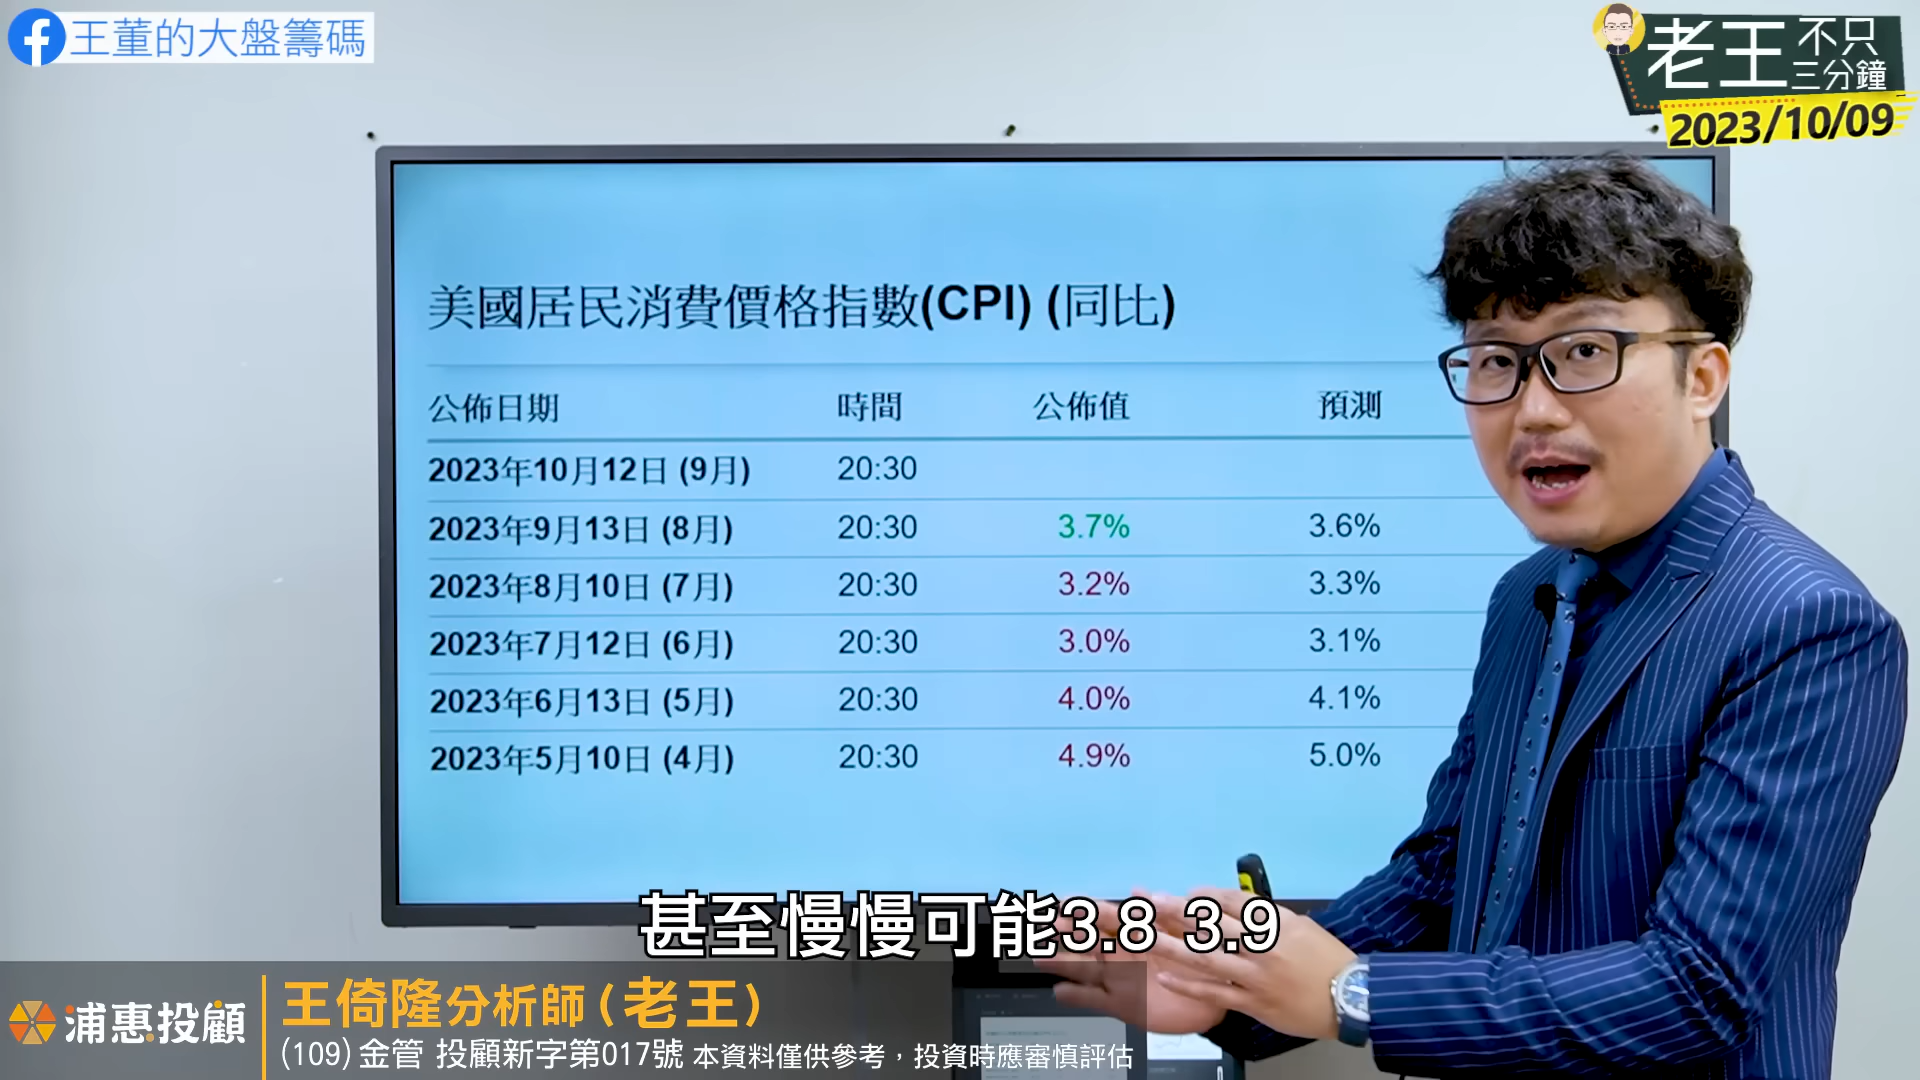 王董的大盤籌碼
老王不只三分鐘
2023/10/09
美國居民消費價格指數(CPI) (同比)
公佈日期 時間 公佈值 預測
2023年10月12日 (9月) 20:30
2023年9月13日 (8月) 20:30 3.7% 3.6%
2023年8月10日 (7月) 20:30 3.2% 3.3%
2023年7月12日 (6月) 20:30 3.0% 3.1%
2023年6月13日 (5月) 20:30 4.0% 4.1%
2023年5月10日 (4月) 20:30 4.9% 5.0%
甚至慢慢可能3.8 3.9
浦惠投顧
王倚隆分析師(老王)
(109)金管 投顧新字第017號 本資料僅供參考，投資時應審慎評估